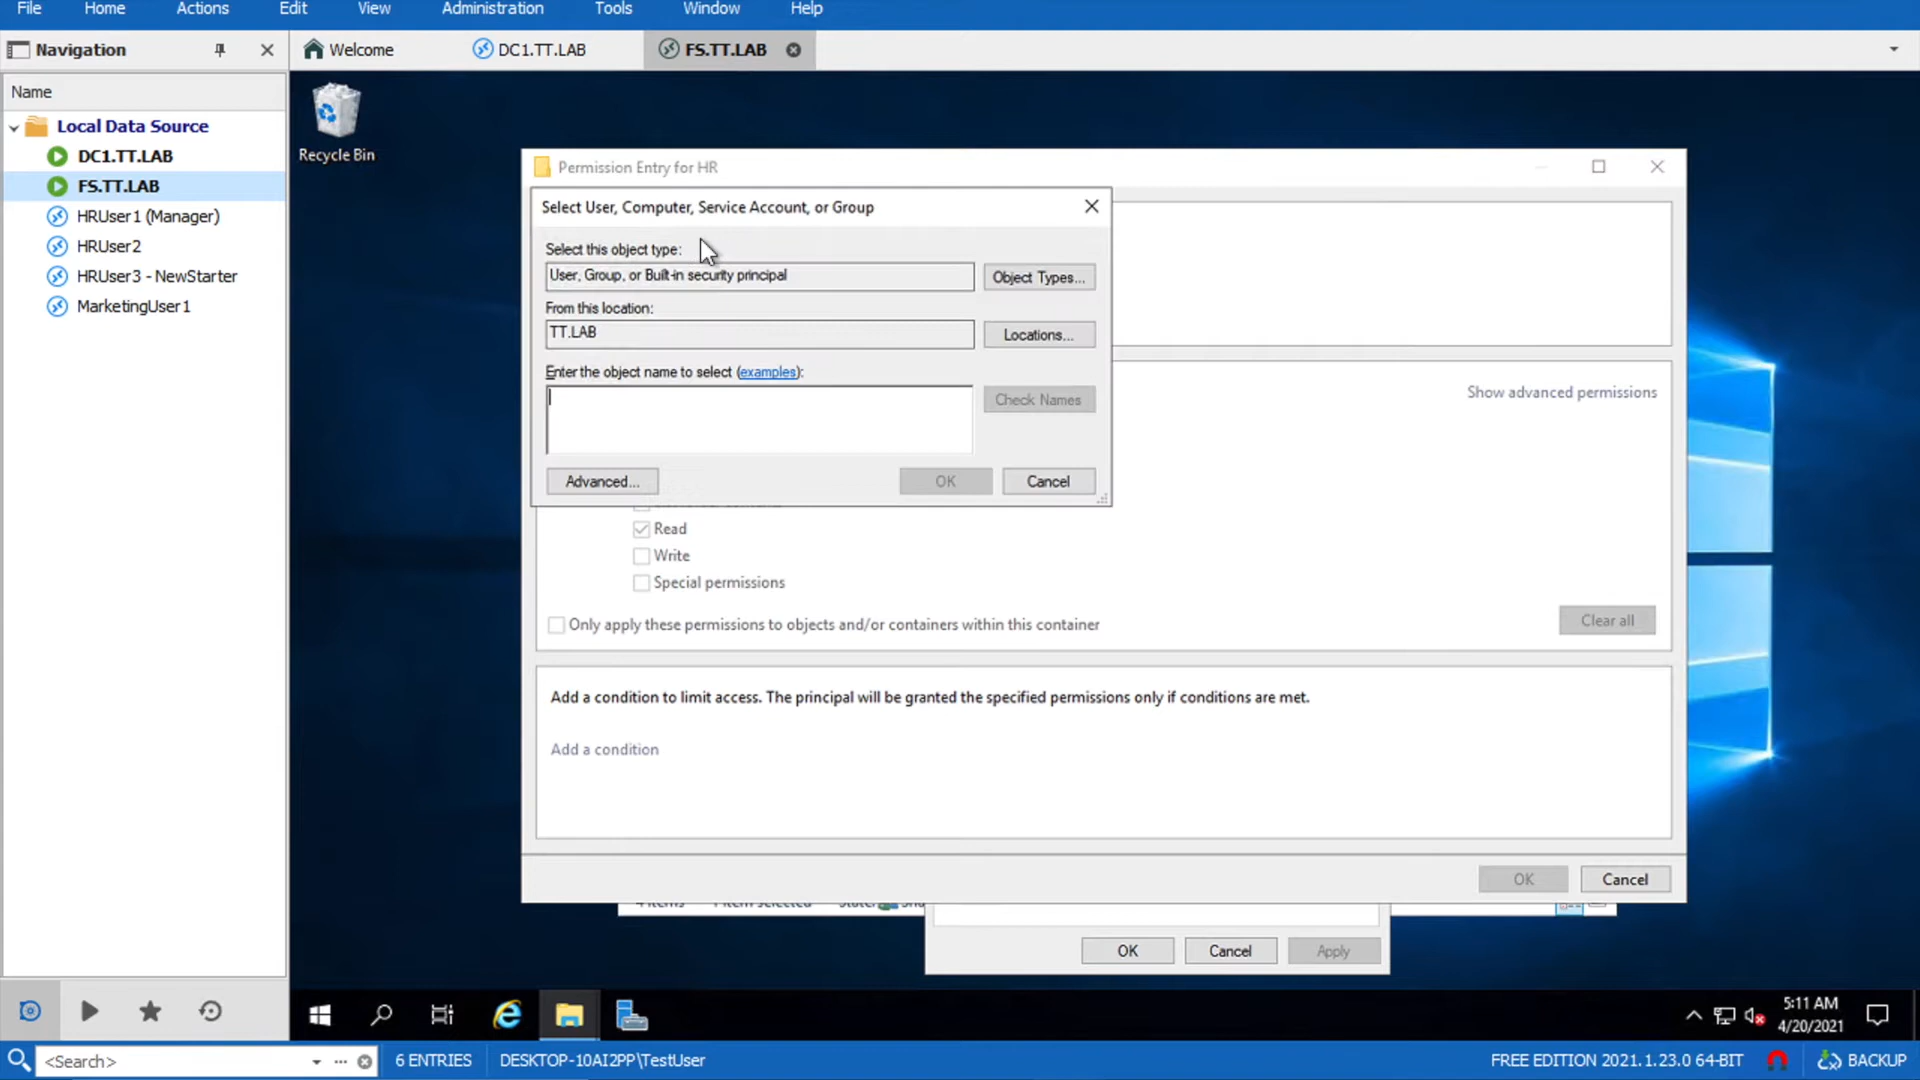 File Home Actions Edit View Administration Tools Window Help
Navigation
Welcome
DC1.TT.LAB
FS.TT.LAB
Name
Local Data Source
DC1.TT.LAB
FS.TT.LAB
HRUser1 (Manager)
HRUser2
HRUser3 - NewStarter
MarketingUser1
Recycle Bin
Permission Entry for HR
Select User, Computer, Service Account, or Group
Select this object type:
User, Group, or Built-in security principal
Object Types...
From this location:
TT.LAB
Locations...
Enter the object name to select (examples):
Check Names
Advanced...
OK
Cancel
Show advanced permissions
Read
Write
Special permissions
Only apply these permissions to objects and/or containers within this container
Clear all
Add a condition to limit access. The principal will be granted the specified permissions only if conditions are met.
Add a condition
OK
Cancel
OK
Cancel
Apply
5:11 AM
4/20/2021
<Search>
6 ENTRIES
DESKTOP-10AI2PP\TestUser
FREE EDITION 2021.1.23.0 64-BIT
BACKUP